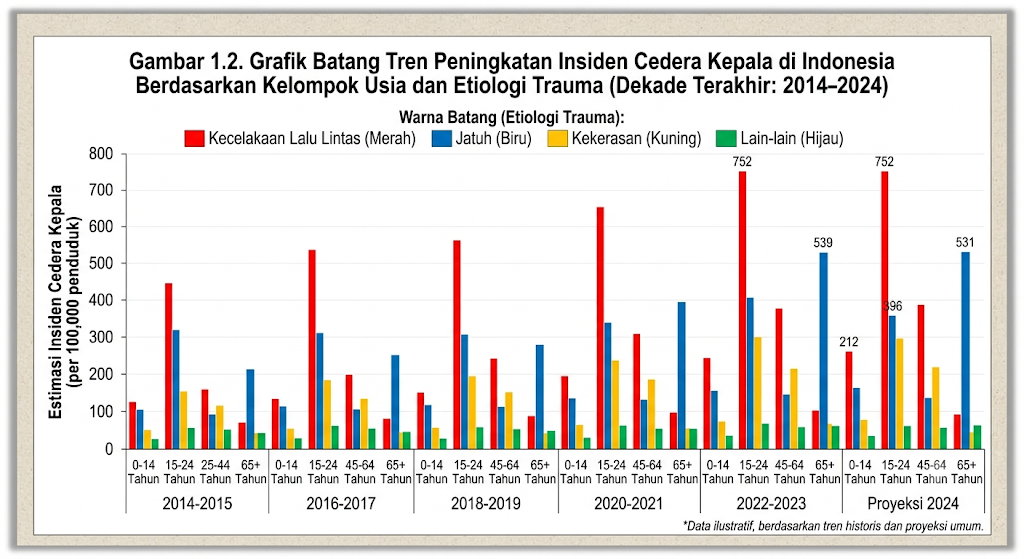 Gambar 1.2. Grafik Batang Tren Peningkatan Insiden Cedera Kepala di Indonesia
Berdasarkan Kelompok Usia dan Etiologi Trauma (Dekade Terakhir: 2014–2024)
Warna Batang (Etiologi Trauma):
Kecelakaan Lalu Lintas (Merah) Jatuh (Biru) Kekerasan (Kuning) Lain-lain (Hijau)
Estimasi Insiden Cedera Kepala
(per 100,000 penduduk)
800
700
600
500
400
300
200
100
0
752 539 212 752 396 531
0-14 15-24 25-44 65+ 0-14 15-24 45-64 65+ 0-14 15-24 45-64 65+ 0-14 15-24 45-64 65+ 0-14 15-24 45-64 65+ 0-14 15-24 45-64 65+
Tahun Tahun Tahun Tahun Tahun Tahun Tahun Tahun Tahun Tahun Tahun Tahun Tahun Tahun Tahun Tahun Tahun Tahun Tahun Tahun Tahun Tahun Tahun Tahun
2014-2015 2016-2017 2018-2019 2020-2021 2022-2023 Proyeksi 2024
*Data ilustratif, berdasarkan tren historis dan proyeksi umum.